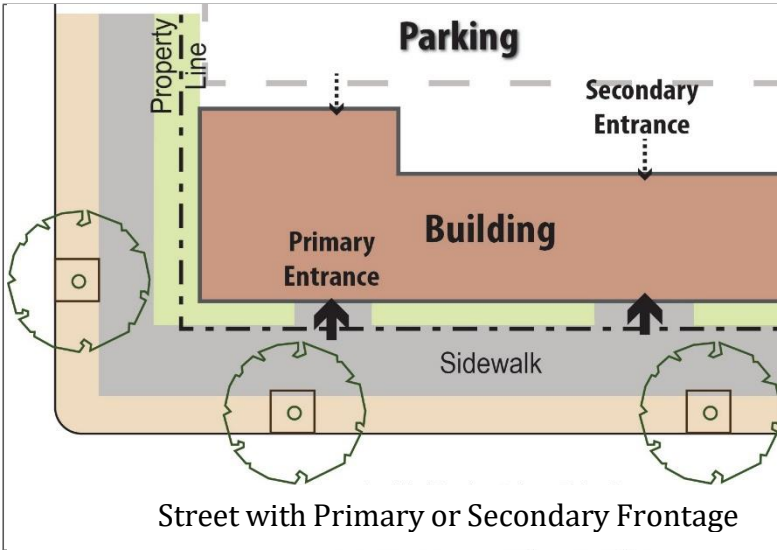 Parking
Property
Line
Secondary
Entrance
Building
Primary
Entrance
Sidewalk
Street with Primary or Secondary Frontage